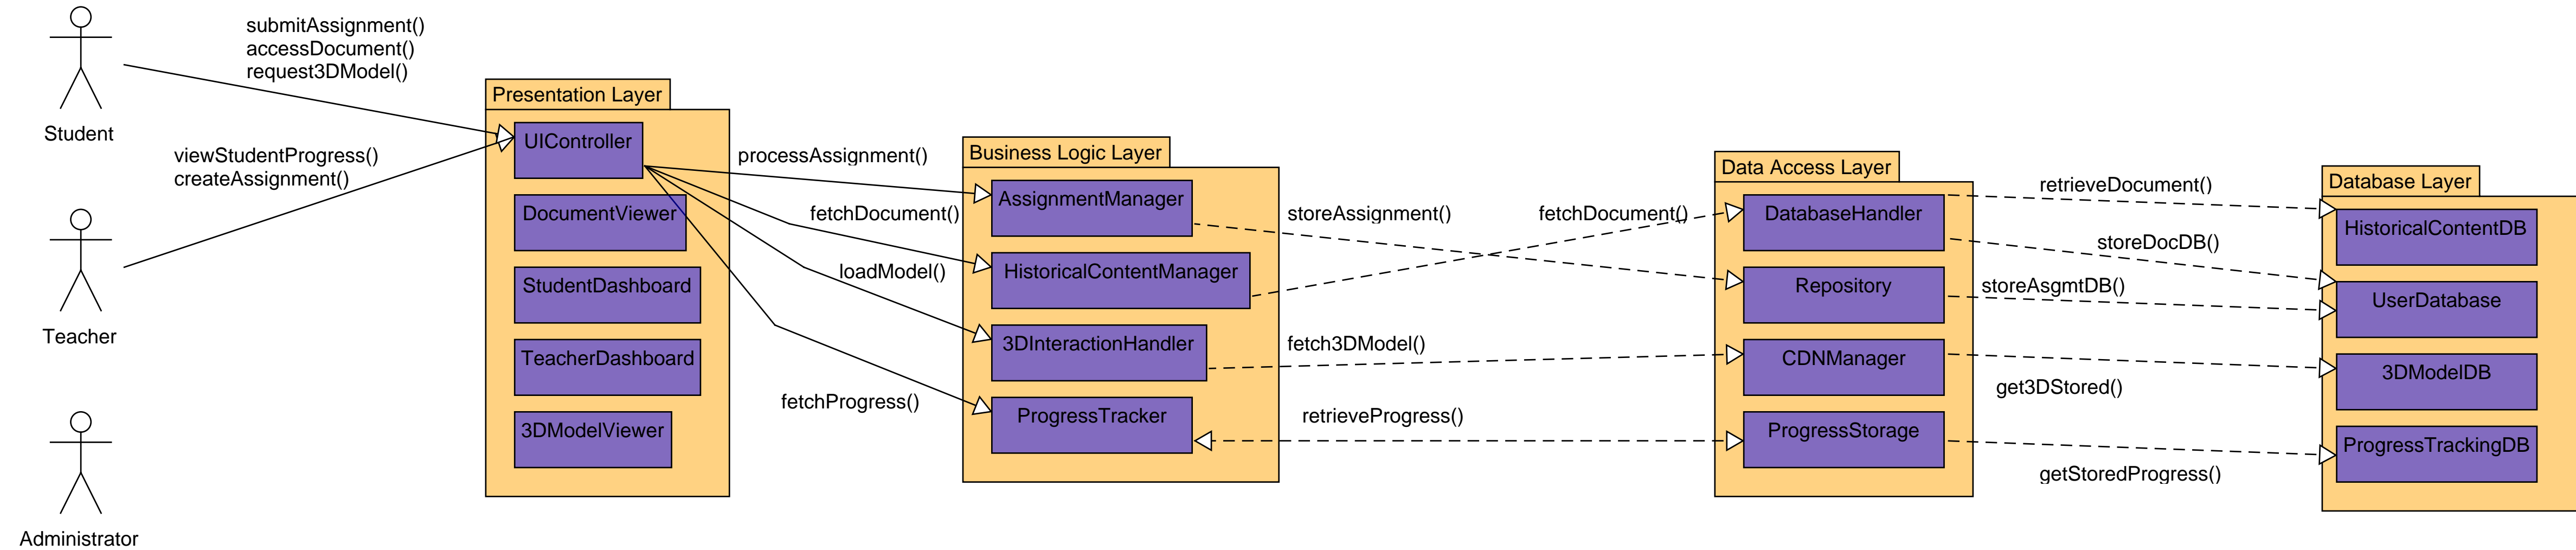 submitAssignment()
accessDocument()
request3DModel()
Student
viewStudentProgress()
createAssignment()
Teacher
Administrator
Presentation Layer
UIController
DocumentViewer
StudentDashboard
TeacherDashboard
3DModelViewer
processAssignment()
fetchDocument()
loadModel()
fetchProgress()
Business Logic Layer
AssignmentManager
HistoricalContentManager
3DInteractionHandler
ProgressTracker
storeAssignment()
fetchDocument()
fetch3DModel()
retrieveProgress()
Data Access Layer
DatabaseHandler
Repository
CDNManager
ProgressStorage
retrieveDocument()
storeDocDB()
storeAsgmtDB()
get3DStored()
getStoredProgress()
Database Layer
HistoricalContentDB
UserDatabase
3DModelDB
ProgressTrackingDB